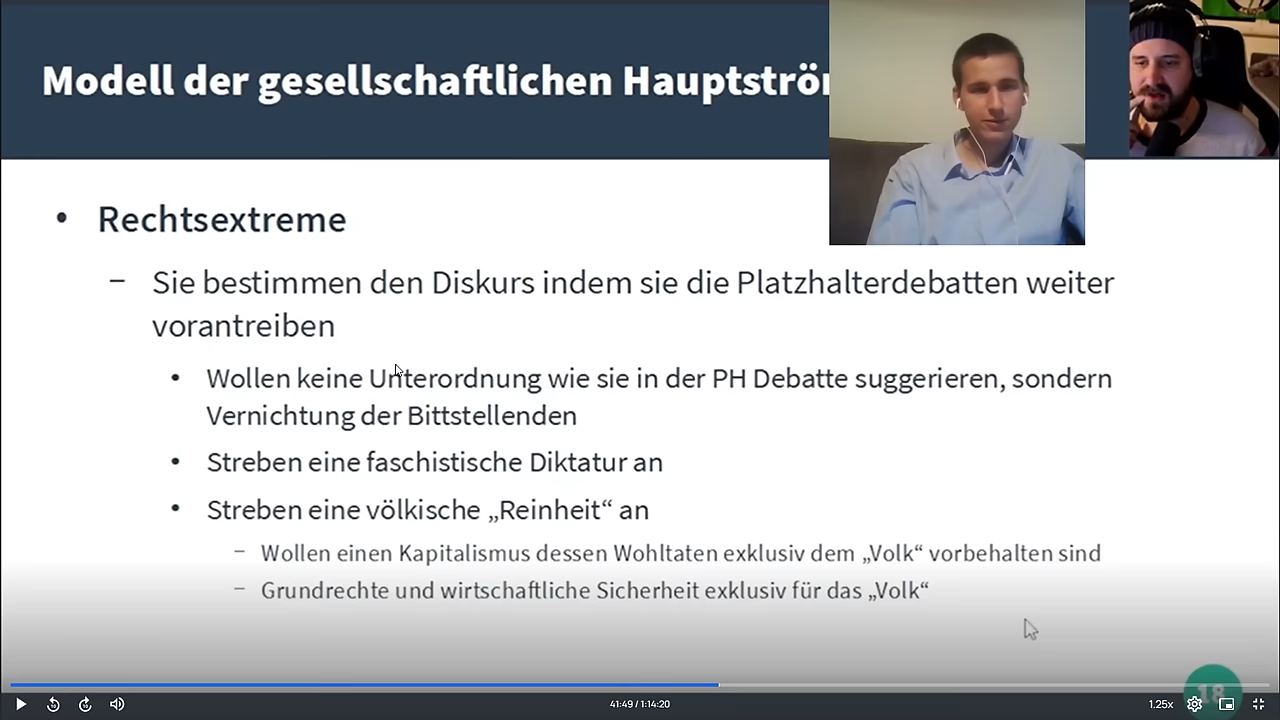 Modell der gesellschaftlichen Hauptströ
• Rechtsextreme
– Sie bestimmen den Diskurs indem sie die Platzhalterdebatten weiter
vorantreiben
• Wollen keine Unterordnung wie sie in der PH Debatte suggerieren, sondern
Vernichtung der Bittstellenden
• Streben eine faschistische Diktatur an
• Streben eine völkische „Reinheit“ an
– Wollen einen Kapitalismus dessen Wohltaten exklusiv dem „Volk“ vorbehalten sind
– Grundrechte und wirtschaftliche Sicherheit exklusiv für das „Volk“
18
41:49 / 1:14:20
1.25x